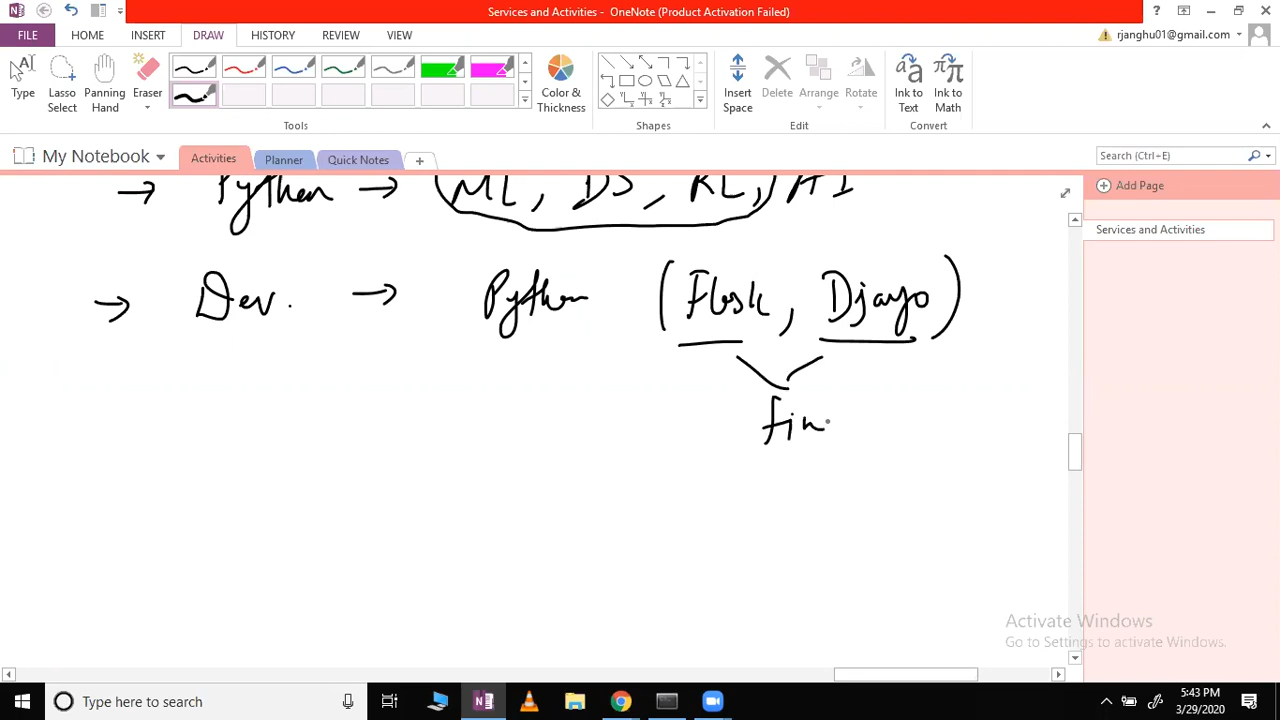 Services and Activities - OneNote (Product Activation Failed)
?
FILE HOME INSERT DRAW HISTORY REVIEW VIEW
rjanghu01@gmail.com
Type Lasso Select Panning Hand Eraser Color & Thickness Insert Space Delete Arrange Rotate Ink to Text Ink to Math
Tools Shapes Edit Convert
My Notebook Activities Planner Quick Notes +
Search (Ctrl+E)
Add Page
Services and Activities
→ Python → (ML, DS, RL,) AI
→ Dev. → Python (Flask, Django)
fin
Activate Windows
Go to Settings to activate Windows.
Type here to search
5:43 PM
3/29/2020